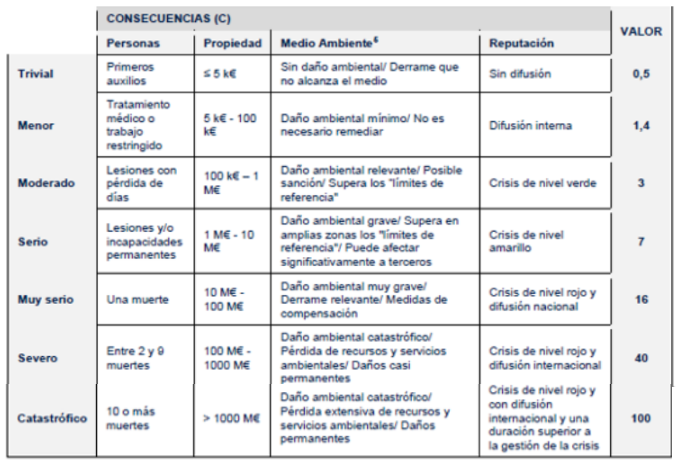 CONSECUENCIAS (C)
VALOR
Personas Propiedad Medio Ambiente⁶ Reputación
Trivial
Primeros
auxilios
≤ 5 k€
Sin daño ambiental/ Derrame que
no alcanza el medio
Sin difusión
0,5
Menor
Tratamiento
médico o
trabajo
restringido
5 k€ - 100
k€
Daño ambiental mínimo/ No es
necesario remediar
Difusión interna
1,4
Moderado
Lesiones con
pérdida de
días
100 k€ – 1
M€
Daño ambiental relevante/ Posible
sanción/ Supera los "límites de
referencia"
Crisis de nivel verde
3
Serio
Lesiones y/o
incapacidades
permanentes
1 M€ - 10
M€
Daño ambiental grave/ Supera en
amplias zonas los "límites de
referencia"/ Puede afectar
significativamente a terceros
Crisis de nivel
amarillo
7
Muy serio
Una muerte
10 M€ -
100 M€
Daño ambiental muy grave/
Derrame relevante/ Medidas de
compensación
Crisis de nivel rojo y
difusión nacional
16
Severo
Entre 2 y 9
muertes
100 M€ -
1000 M€
Daño ambiental catastrófico/
Pérdida de recursos y servicios
ambientales/ Daños casi
permanentes
Crisis de nivel rojo y
difusión internacional
40
Catastrófico
10 o más
muertes
> 1000 M€
Daño ambiental catastrófico/
Pérdida extensiva de recursos y
servicios ambientales/ Daños
permanentes
Crisis de nivel rojo y
con difusión
internacional y una
duración superior a
la gestión de la crisis
100